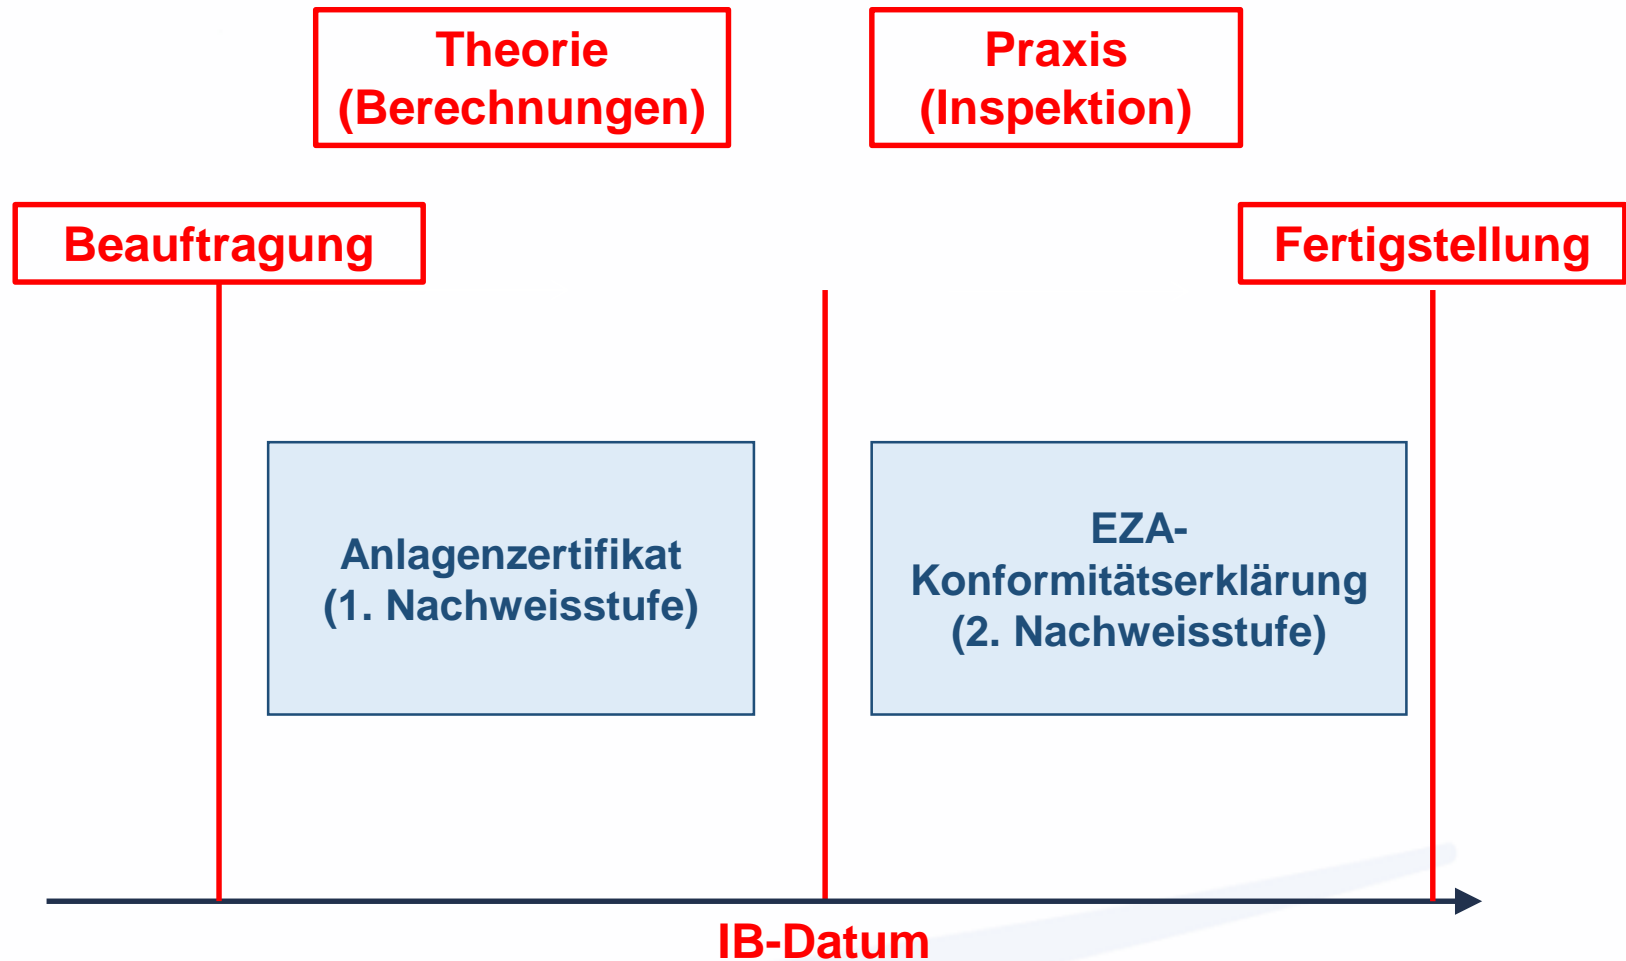 Theorie
(Berechnungen)
Praxis
(Inspektion)
Beauftragung
Fertigstellung
Anlagenzertifikat
(1. Nachweisstufe)
EZA-
Konformitätserklärung
(2. Nachweisstufe)
IB-Datum